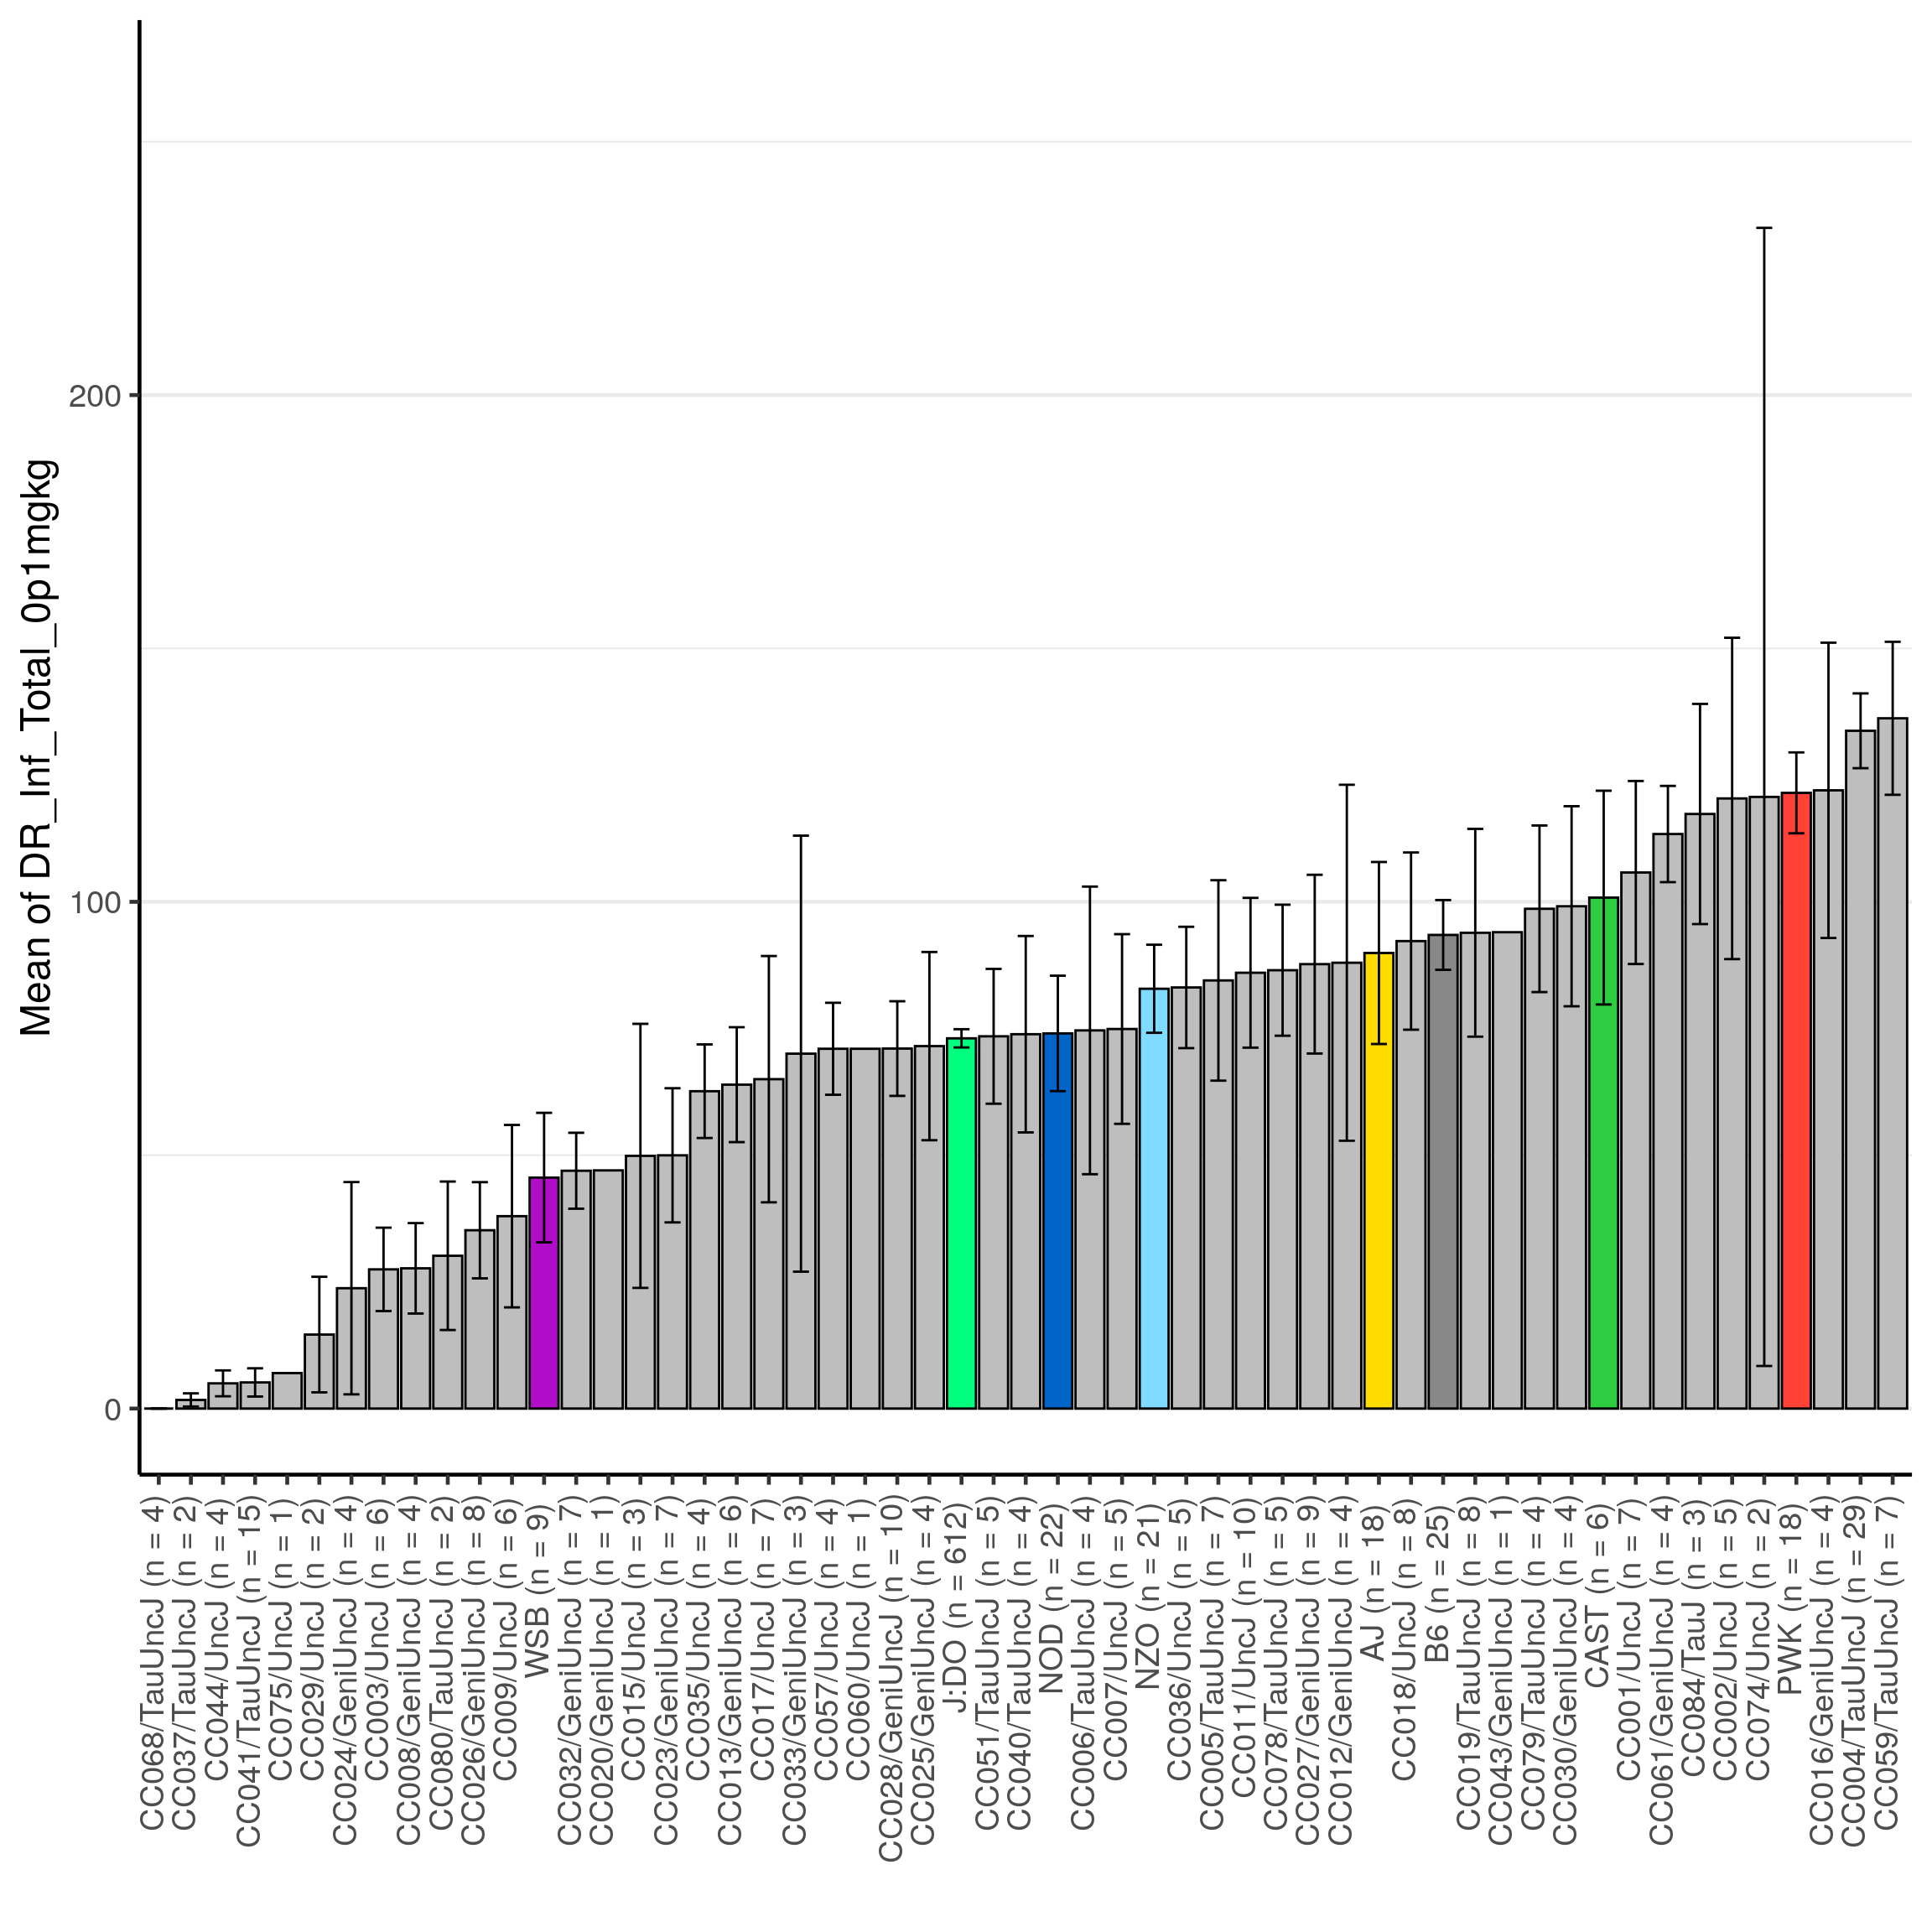 Mean of DR_Inf_Total_0p1mgkg
200
100
0
CC068/TauUncJ (n = 4)
CC037/TauUncJ (n = 2)
CC044/UncJ (n = 4)
CC041/TauUncJ (n = 15)
CC075/UncJ (n = 1)
CC029/UncJ (n = 2)
CC024/GeniUncJ (n = 4)
CC003/UncJ (n = 6)
CC008/GeniUncJ (n = 4)
CC080/TauUncJ (n = 2)
CC026/GeniUncJ (n = 8)
CC009/UncJ (n = 6)
WSB (n = 9)
CC032/GeniUncJ (n = 7)
CC020/GeniUncJ (n = 1)
CC015/UncJ (n = 3)
CC023/GeniUncJ (n = 7)
CC035/UncJ (n = 4)
CC013/GeniUncJ (n = 6)
CC017/UncJ (n = 7)
CC033/GeniUncJ (n = 3)
CC057/UncJ (n = 4)
CC060/UncJ (n = 1)
CC028/GeniUncJ (n = 10)
CC025/GeniUncJ (n = 4)
J:DO (n = 612)
CC051/TauUncJ (n = 5)
CC040/TauUncJ (n = 4)
NOD (n = 22)
CC006/TauUncJ (n = 4)
CC007/UncJ (n = 5)
NZO (n = 21)
CC036/UncJ (n = 5)
CC005/TauUncJ (n = 7)
CC011/UncJ (n = 10)
CC078/TauUncJ (n = 5)
CC027/GeniUncJ (n = 9)
CC012/GeniUncJ (n = 4)
AJ (n = 18)
CC018/UncJ (n = 8)
B6 (n = 25)
CC019/TauUncJ (n = 8)
CC043/GeniUncJ (n = 1)
CC079/TauUncJ (n = 4)
CC030/GeniUncJ (n = 4)
CAST (n = 6)
CC001/UncJ (n = 7)
CC061/GeniUncJ (n = 4)
CC084/TauJ (n = 3)
CC002/UncJ (n = 5)
CC074/UncJ (n = 2)
PWK (n = 18)
CC016/GeniUncJ (n = 4)
CC004/TauUncJ (n = 29)
CC059/TauUncJ (n = 7)